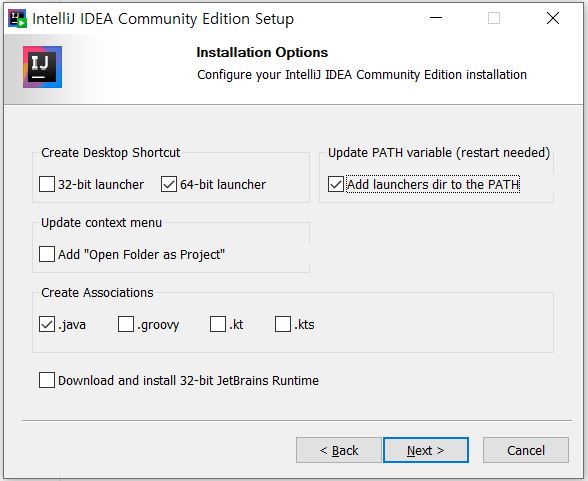 IntelliJ IDEA Community Edition Setup
IJ
Installation Options
Configure your IntelliJ IDEA Community Edition installation
Create Desktop Shortcut
32-bit launcher 64-bit launcher
Update PATH variable (restart needed)
Add launchers dir to the PATH
Update context menu
Add "Open Folder as Project"
Create Associations
.java .groovy .kt .kts
Download and install 32-bit JetBrains Runtime
< Back Next > Cancel